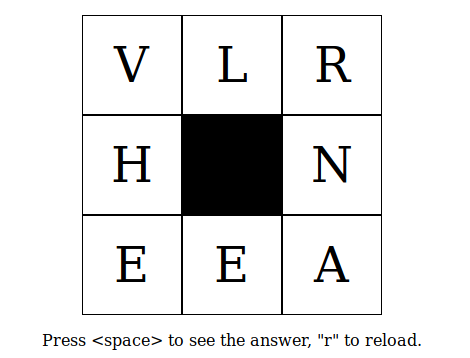 V L R
H N
E E A
Press <space> to see the answer, "r" to reload.